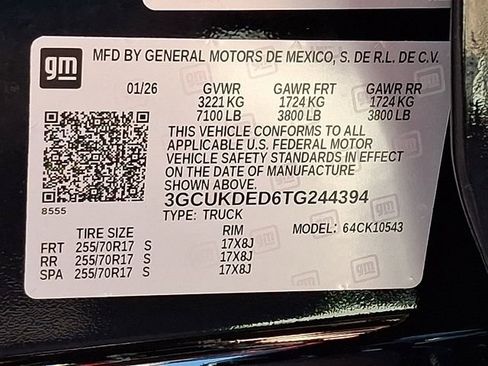 gm
MFD BY GENERAL MOTORS DE MEXICO, S. DE R.L. DE C.V.
01/26 GVWR GAWR FRT GAWR RR
3221 KG 1724 KG 1724 KG
7100 LB 3800 LB 3800 LB
THIS VEHICLE CONFORMS TO ALL
APPLICABLE U.S. FEDERAL MOTOR
VEHICLE SAFETY STANDARDS IN EFFECT
ON THE DATE OF MANUFACTURE
SHOWN ABOVE.
8555
3GCUKDED6TG244394
TYPE: TRUCK MODEL: 64CK10543
TIRE SIZE RIM
FRT 255/70R17 S 17X8J
RR 255/70R17 S 17X8J
SPA 255/70R17 S 17X8J